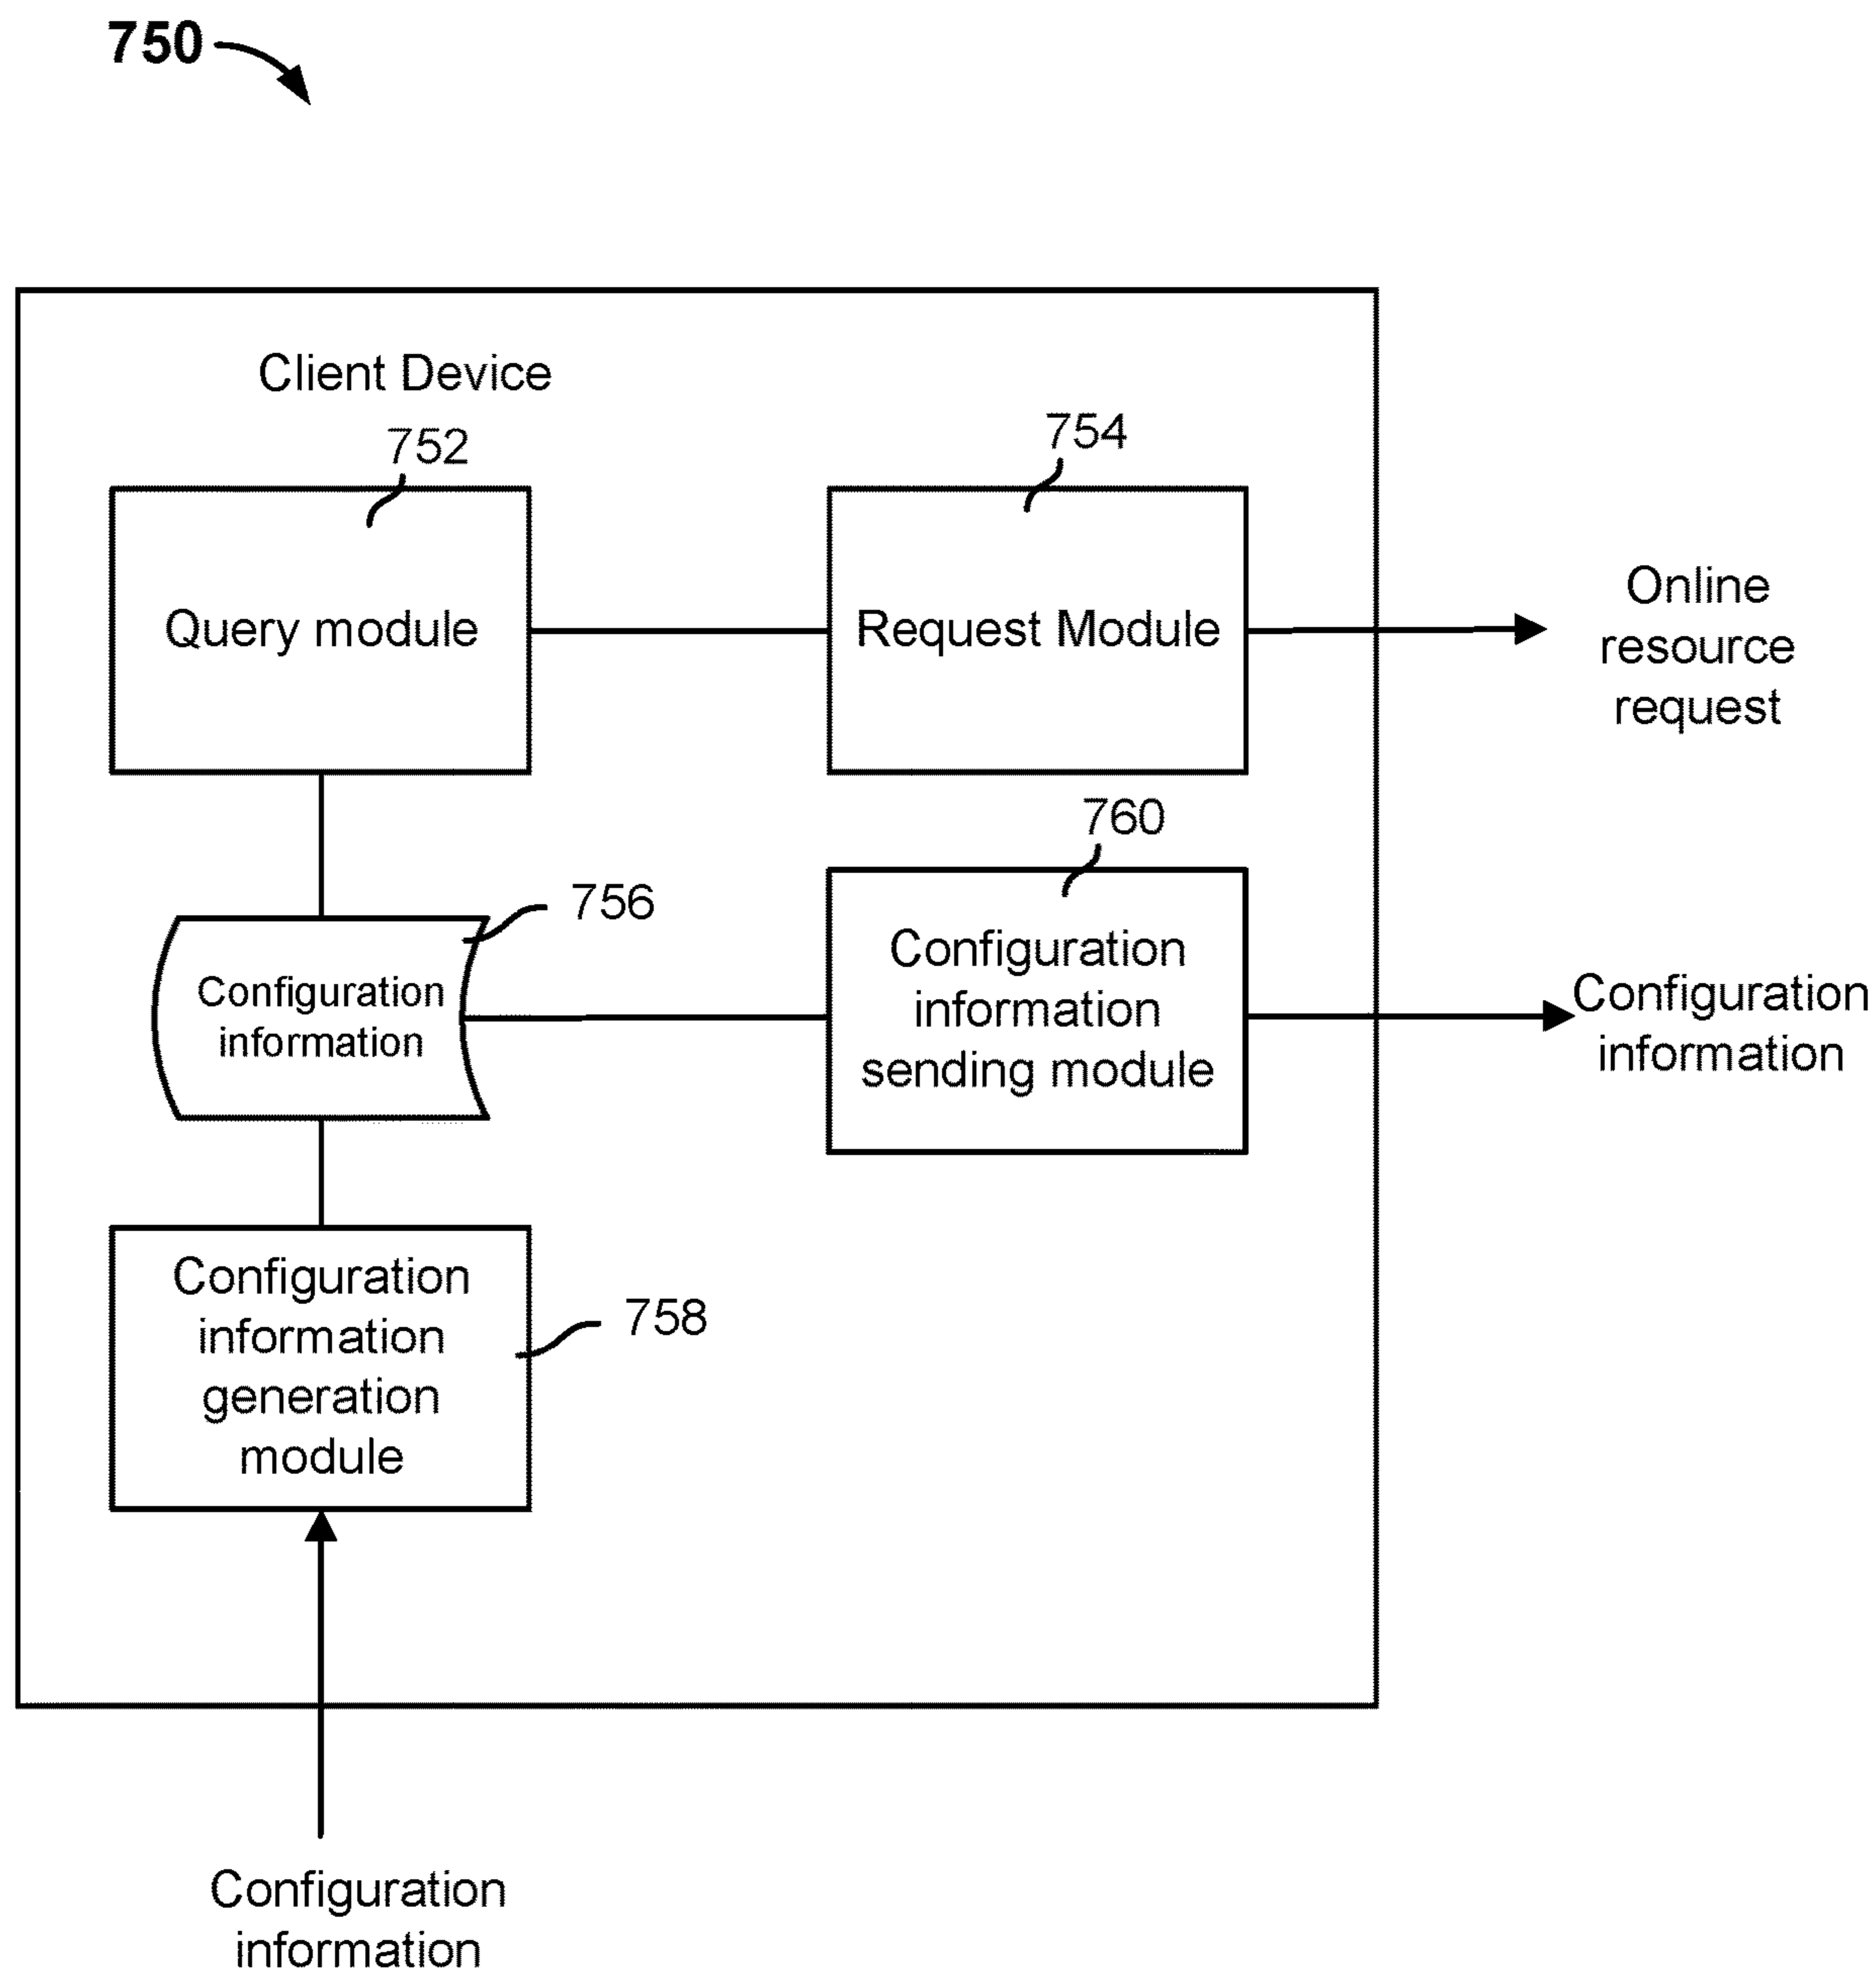 750
Client Device
752
754
Query module
Request Module
Online
resource
request
760
756
Configuration
information
Configuration
information
sending module
Configuration
information
Configuration
information
generation
module
758
Configuration
information